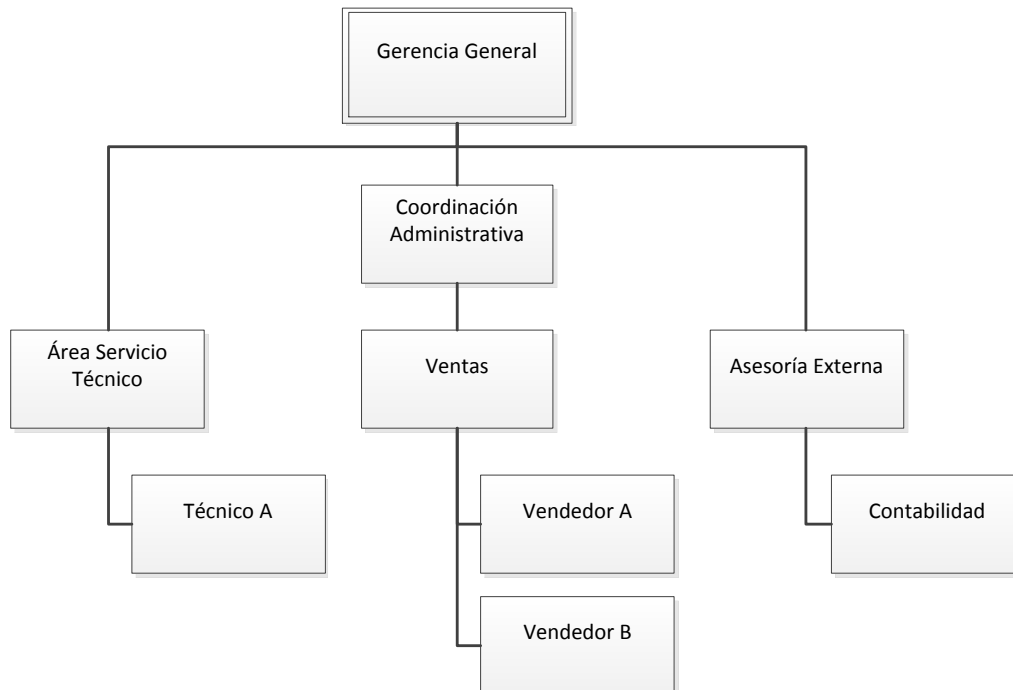 Gerencia General
Coordinación
Administrativa
Área Servicio
Técnico
Ventas
Asesoría Externa
Técnico A
Vendedor A
Contabilidad
Vendedor B